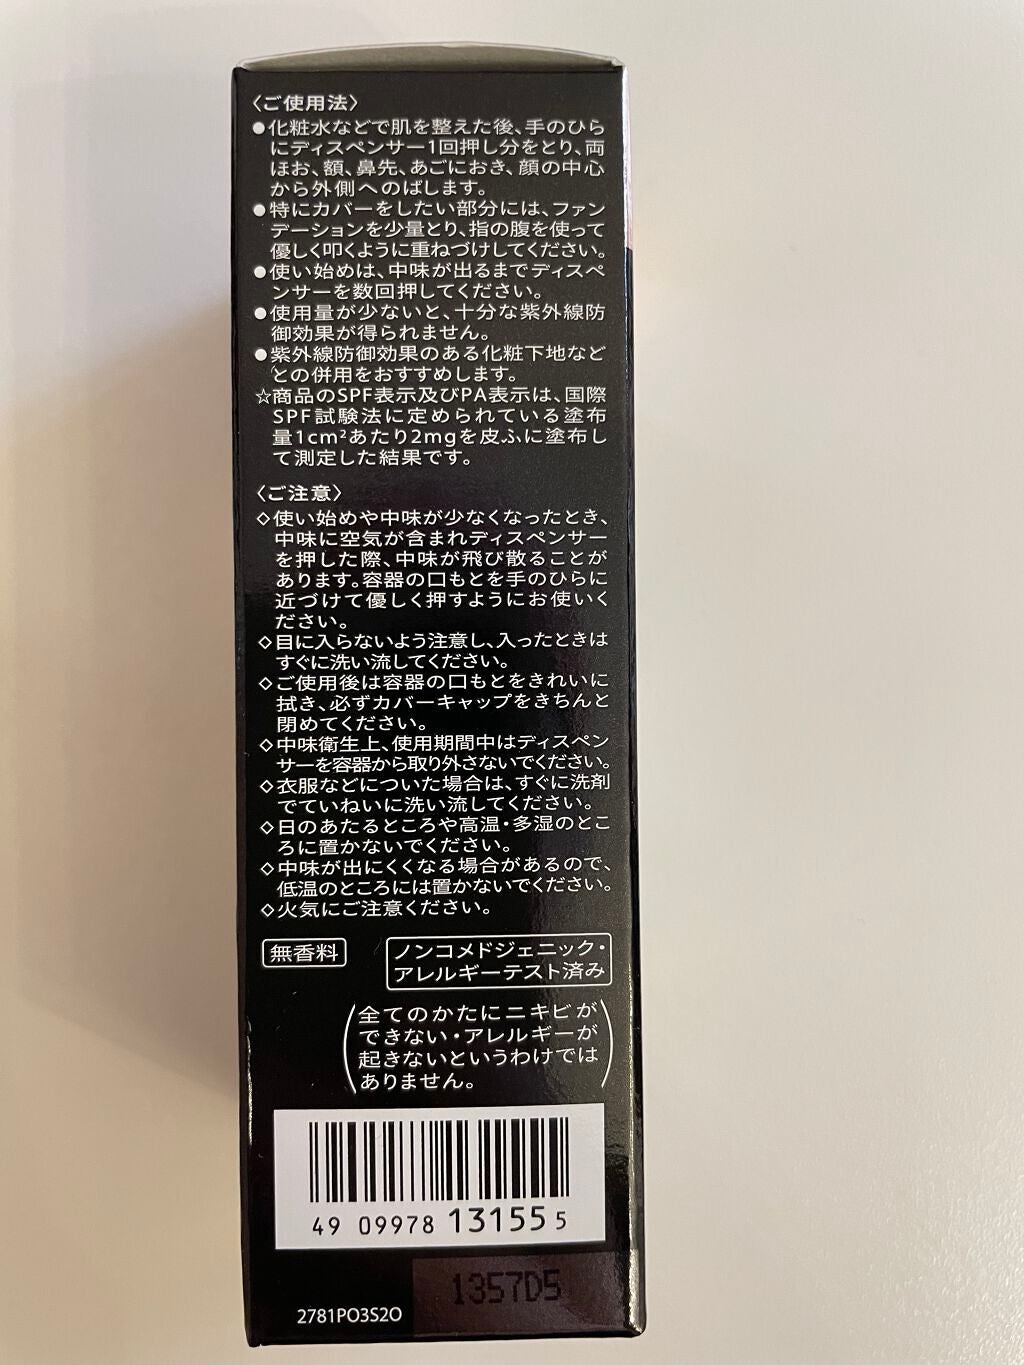 〈ご使用法〉
●化粧水などで肌を整えた後、手のひら
にディスペンサー1回押し分をとり、両
ほお、額、鼻先、あごにおき、顔の中心
から外側へのばします。
●特にカバーをしたい部分には、ファン
デーションを少量とり、指の腹を使って
優しく叩くように重ねづけしてください。
●使い始めは、中味が出るまでディスペ
ンサーを数回押してください。
●使用量が少ないと、十分な紫外線防
御効果が得られません。
●紫外線防御効果のある化粧下地など
との併用をおすすめします。
☆商品のSPF表示及びPA表示は、国際
SPF試験法に定められている塗布
量1cm²あたり2mgを皮ふに塗布し
て測定した結果です。
〈ご注意〉
◇使い始めや中味が少なくなったとき、
中味に空気が含まれディスペンサー
を押した際、中味が飛び散ることが
あります。容器の口もとを手のひらに
近づけて優しく押すようにお使いく
ださい。
◇目に入らないよう注意し、入ったときは
すぐに洗い流してください。
◇ご使用後は容器の口もとをきれいに
拭き、必ずカバーキャップをきちんと
閉めてください。
◇中味衛生上、使用期間中はディスペン
サーを容器から取り外さないでください。
◇衣服などについた場合は、すぐに洗剤
でていねいに洗い流してください。
◇日のあたるところや高温・多湿のとこ
ろに置かないでください。
◇中味が出にくくなる場合があるので、
低温のところには置かないでください。
◇火気にご注意ください。
無香料
ノンコメドジェニック・
アレルギーテスト済み
(全てのかたにニキビが
できない・アレルギーが
起きないというわけでは
ありません。)
49 09978 131555
1357D5
2781PO3S2O